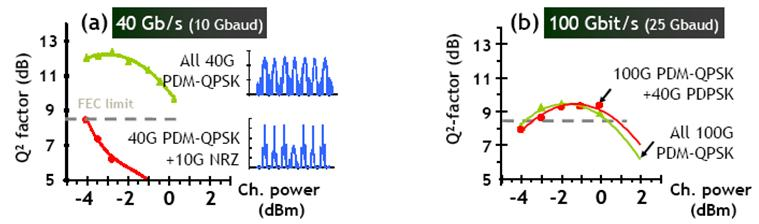 (a) 40 Gb/s (10 Gbaud)
Q² factor (dB)
13
11
9
7
5
All 40G
PDM-QPSK
FEC limit
40G PDM-QPSK
+10G NRZ
-4 -2 0
Ch. power
(dBm)
(b) 100 Gbit/s (25 Gbaud)
Q²-factor (dB)
13
11
9
7
5
100G PDM-QPSK
+40G PDPSK
All 100G
PDM-QPSK
-4 -2 0 2
Ch. power
(dBm)